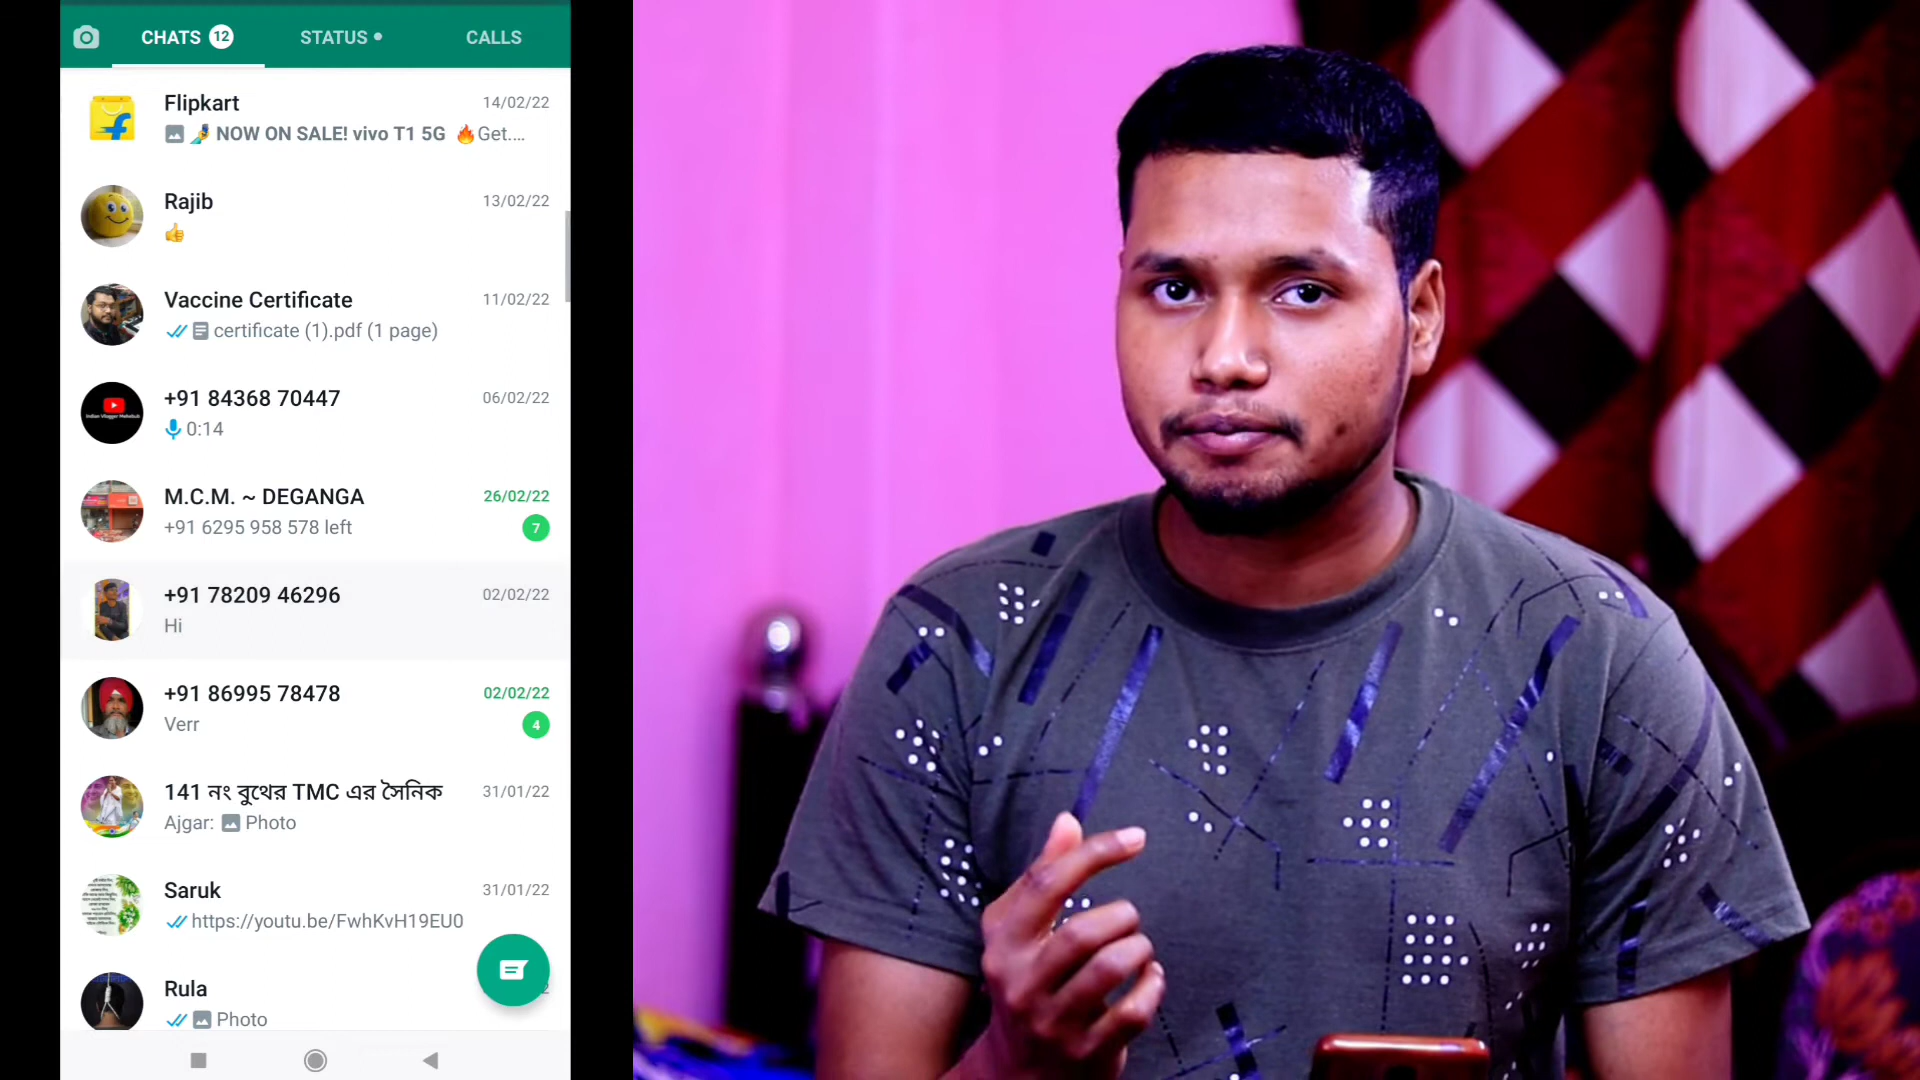 CHATS 12 STATUS CALLS
Flipkart 14/02/22
NOW ON SALE! vivo T1 5G 🔥Get....
Rajib 13/02/22
👍
Vaccine Certificate 11/02/22
certificate (1).pdf (1 page)
+91 84368 70447 06/02/22
0:14
M.C.M. ~ DEGANGA 26/02/22
+91 6295 958 578 left 7
+91 78209 46296 02/02/22
Hi
+91 86995 78478 02/02/22
Verr 4
141 নং বুথের TMC এর সৈনিক 31/01/22
Ajgar: Photo
Saruk 31/01/22
https://youtu.be/FwhKvH19EU0
Rula
Photo